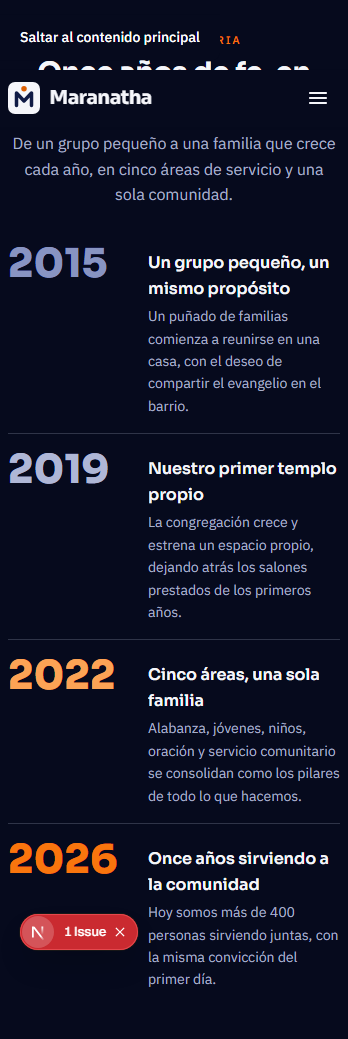 Saltar al contenido principal
RIA
Once años de fe, en
Maranatha
De un grupo pequeño a una familia que crece
cada año, en cinco áreas de servicio y una
sola comunidad.
2015
Un grupo pequeño, un
mismo propósito
Un puñado de familias
comienza a reunirse en una
casa, con el deseo de
compartir el evangelio en el
barrio.
2019
Nuestro primer templo
propio
La congregación crece y
estrena un espacio propio,
dejando atrás los salones
prestados de los primeros
años.
2022
Cinco áreas, una sola
familia
Alabanza, jóvenes, niños,
oración y servicio comunitario
se consolidan como los pilares
de todo lo que hacemos.
2026
Once años sirviendo a
la comunidad
Hoy somos más de 400
personas sirviendo juntas, con
la misma convicción del
primer día.
N 1 Issue